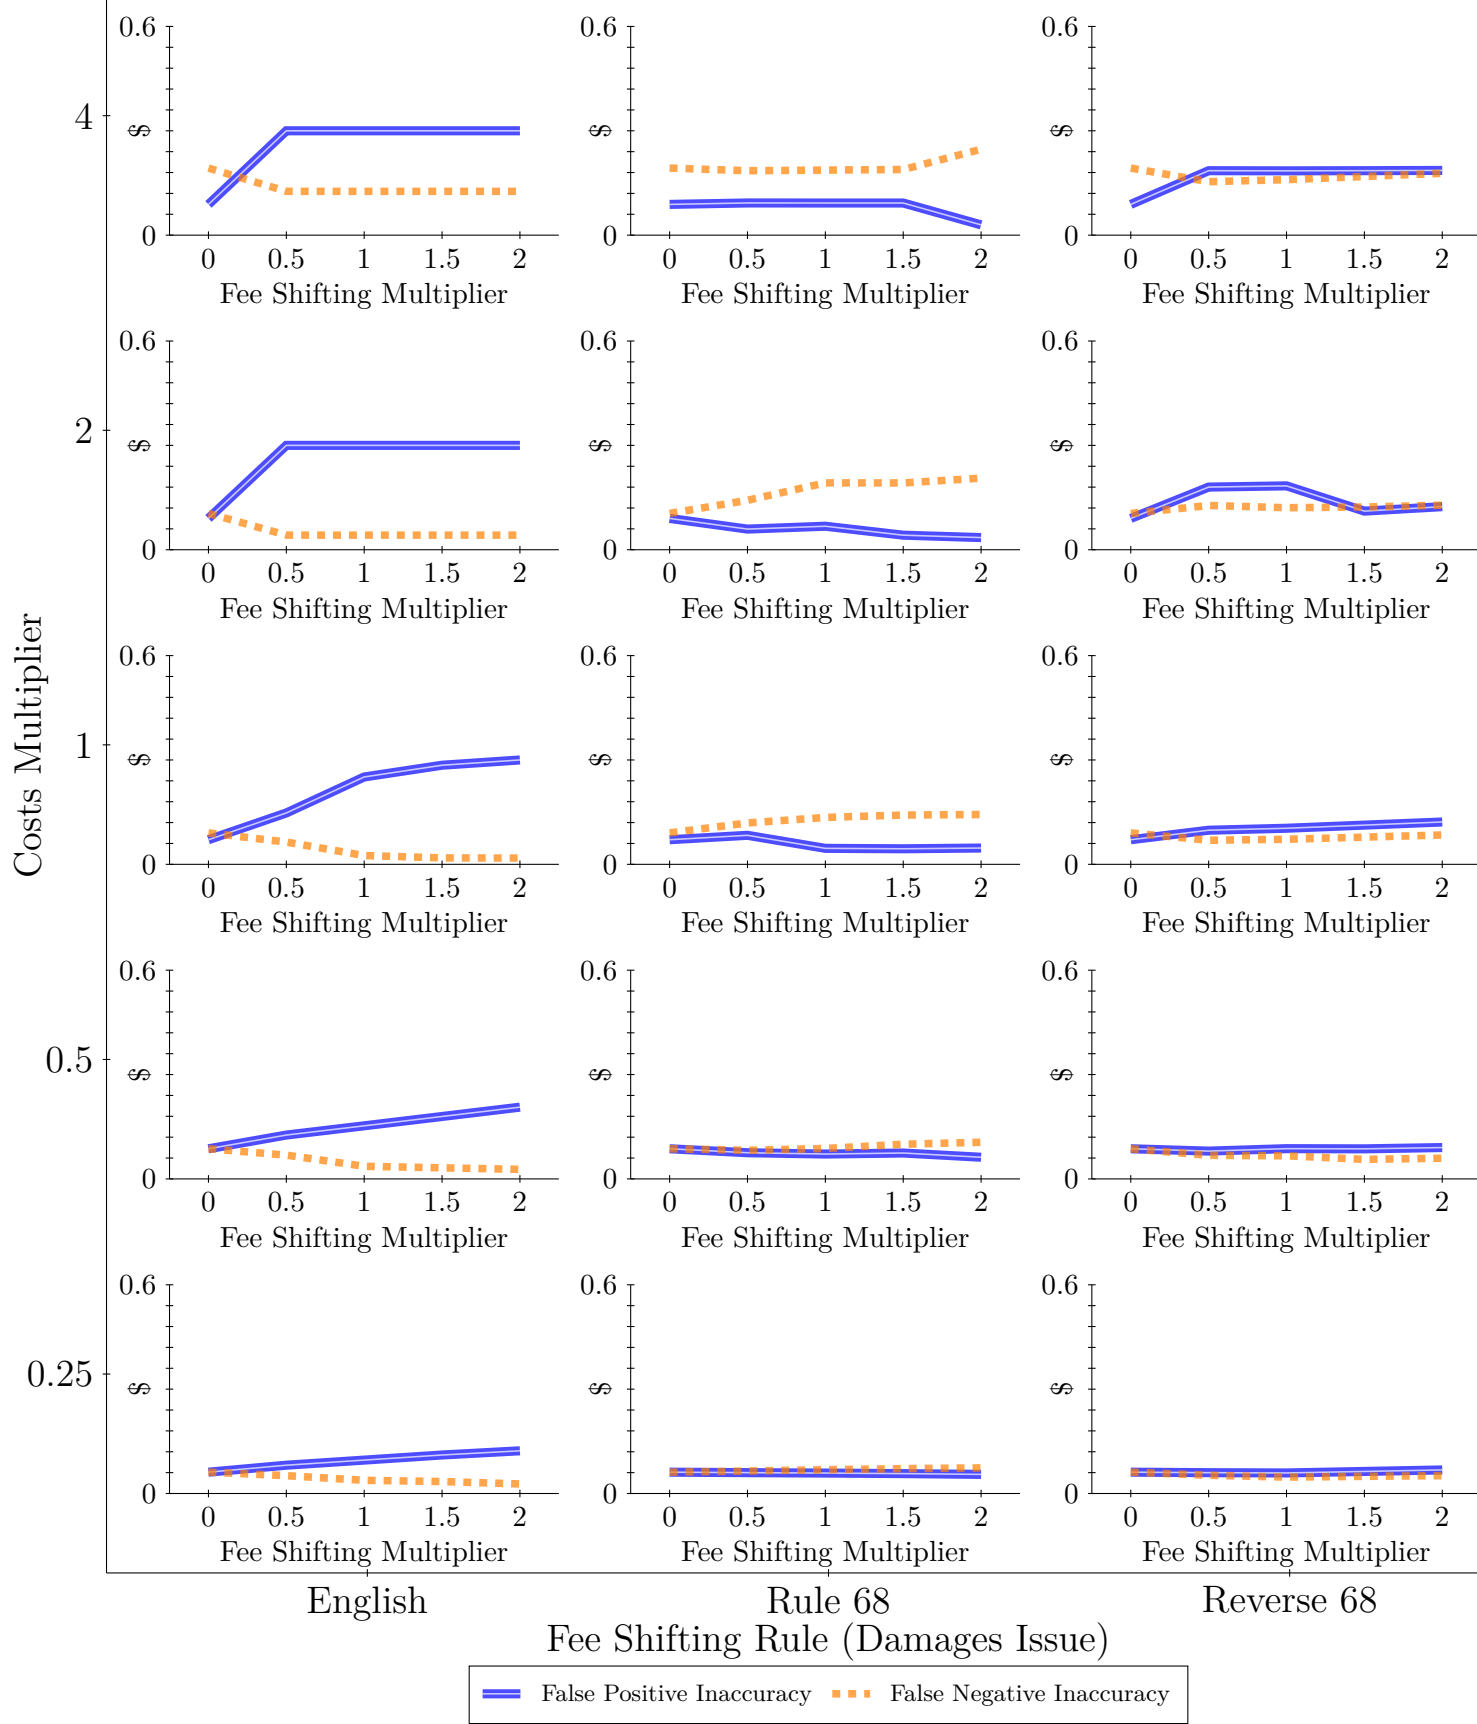 0.6 0.6 0.6
4 $ $ $
0 0 0
0 0.5 1 1.5 2 0 0.5 1 1.5 2 0 0.5 1 1.5 2
Fee Shifting Multiplier Fee Shifting Multiplier Fee Shifting Multiplier
0.6 0.6 0.6
2 $ $ $
0 0 0
0 0.5 1 1.5 2 0 0.5 1 1.5 2 0 0.5 1 1.5 2
Fee Shifting Multiplier Fee Shifting Multiplier Fee Shifting Multiplier
Costs Multiplier
0.6 0.6 0.6
1 $ $ $
0 0 0
0 0.5 1 1.5 2 0 0.5 1 1.5 2 0 0.5 1 1.5 2
Fee Shifting Multiplier Fee Shifting Multiplier Fee Shifting Multiplier
0.6 0.6 0.6
0.5 $ $ $
0 0 0
0 0.5 1 1.5 2 0 0.5 1 1.5 2 0 0.5 1 1.5 2
Fee Shifting Multiplier Fee Shifting Multiplier Fee Shifting Multiplier
0.6 0.6 0.6
0.25 $ $ $
0 0 0
0 0.5 1 1.5 2 0 0.5 1 1.5 2 0 0.5 1 1.5 2
Fee Shifting Multiplier Fee Shifting Multiplier Fee Shifting Multiplier
English Rule 68 Reverse 68
Fee Shifting Rule (Damages Issue)
False Positive Inaccuracy False Negative Inaccuracy